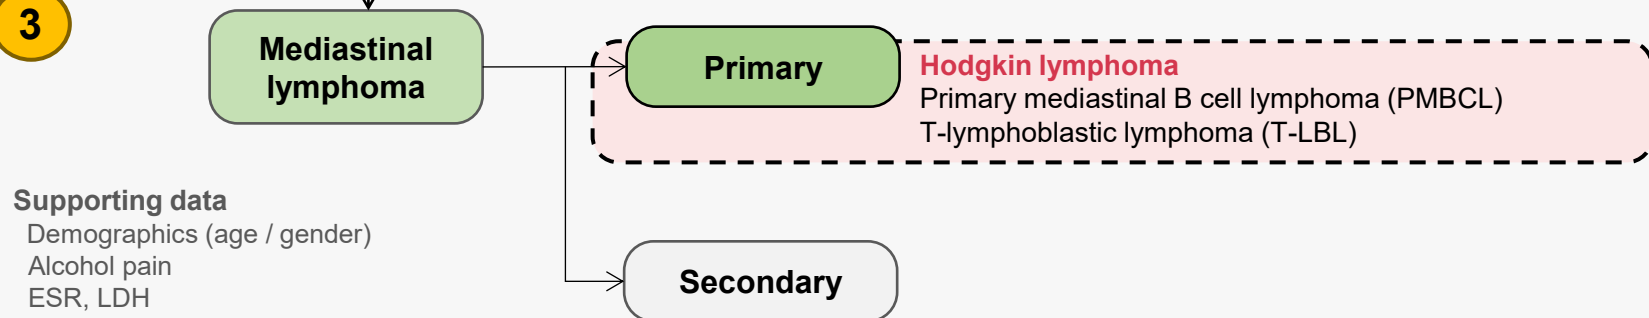 3
Mediastinal
lymphoma
Primary
Hodgkin lymphoma
Primary mediastinal B cell lymphoma (PMBCL)
T-lymphoblastic lymphoma (T-LBL)
Supporting data
Demographics (age / gender)
Alcohol pain
ESR, LDH
Secondary